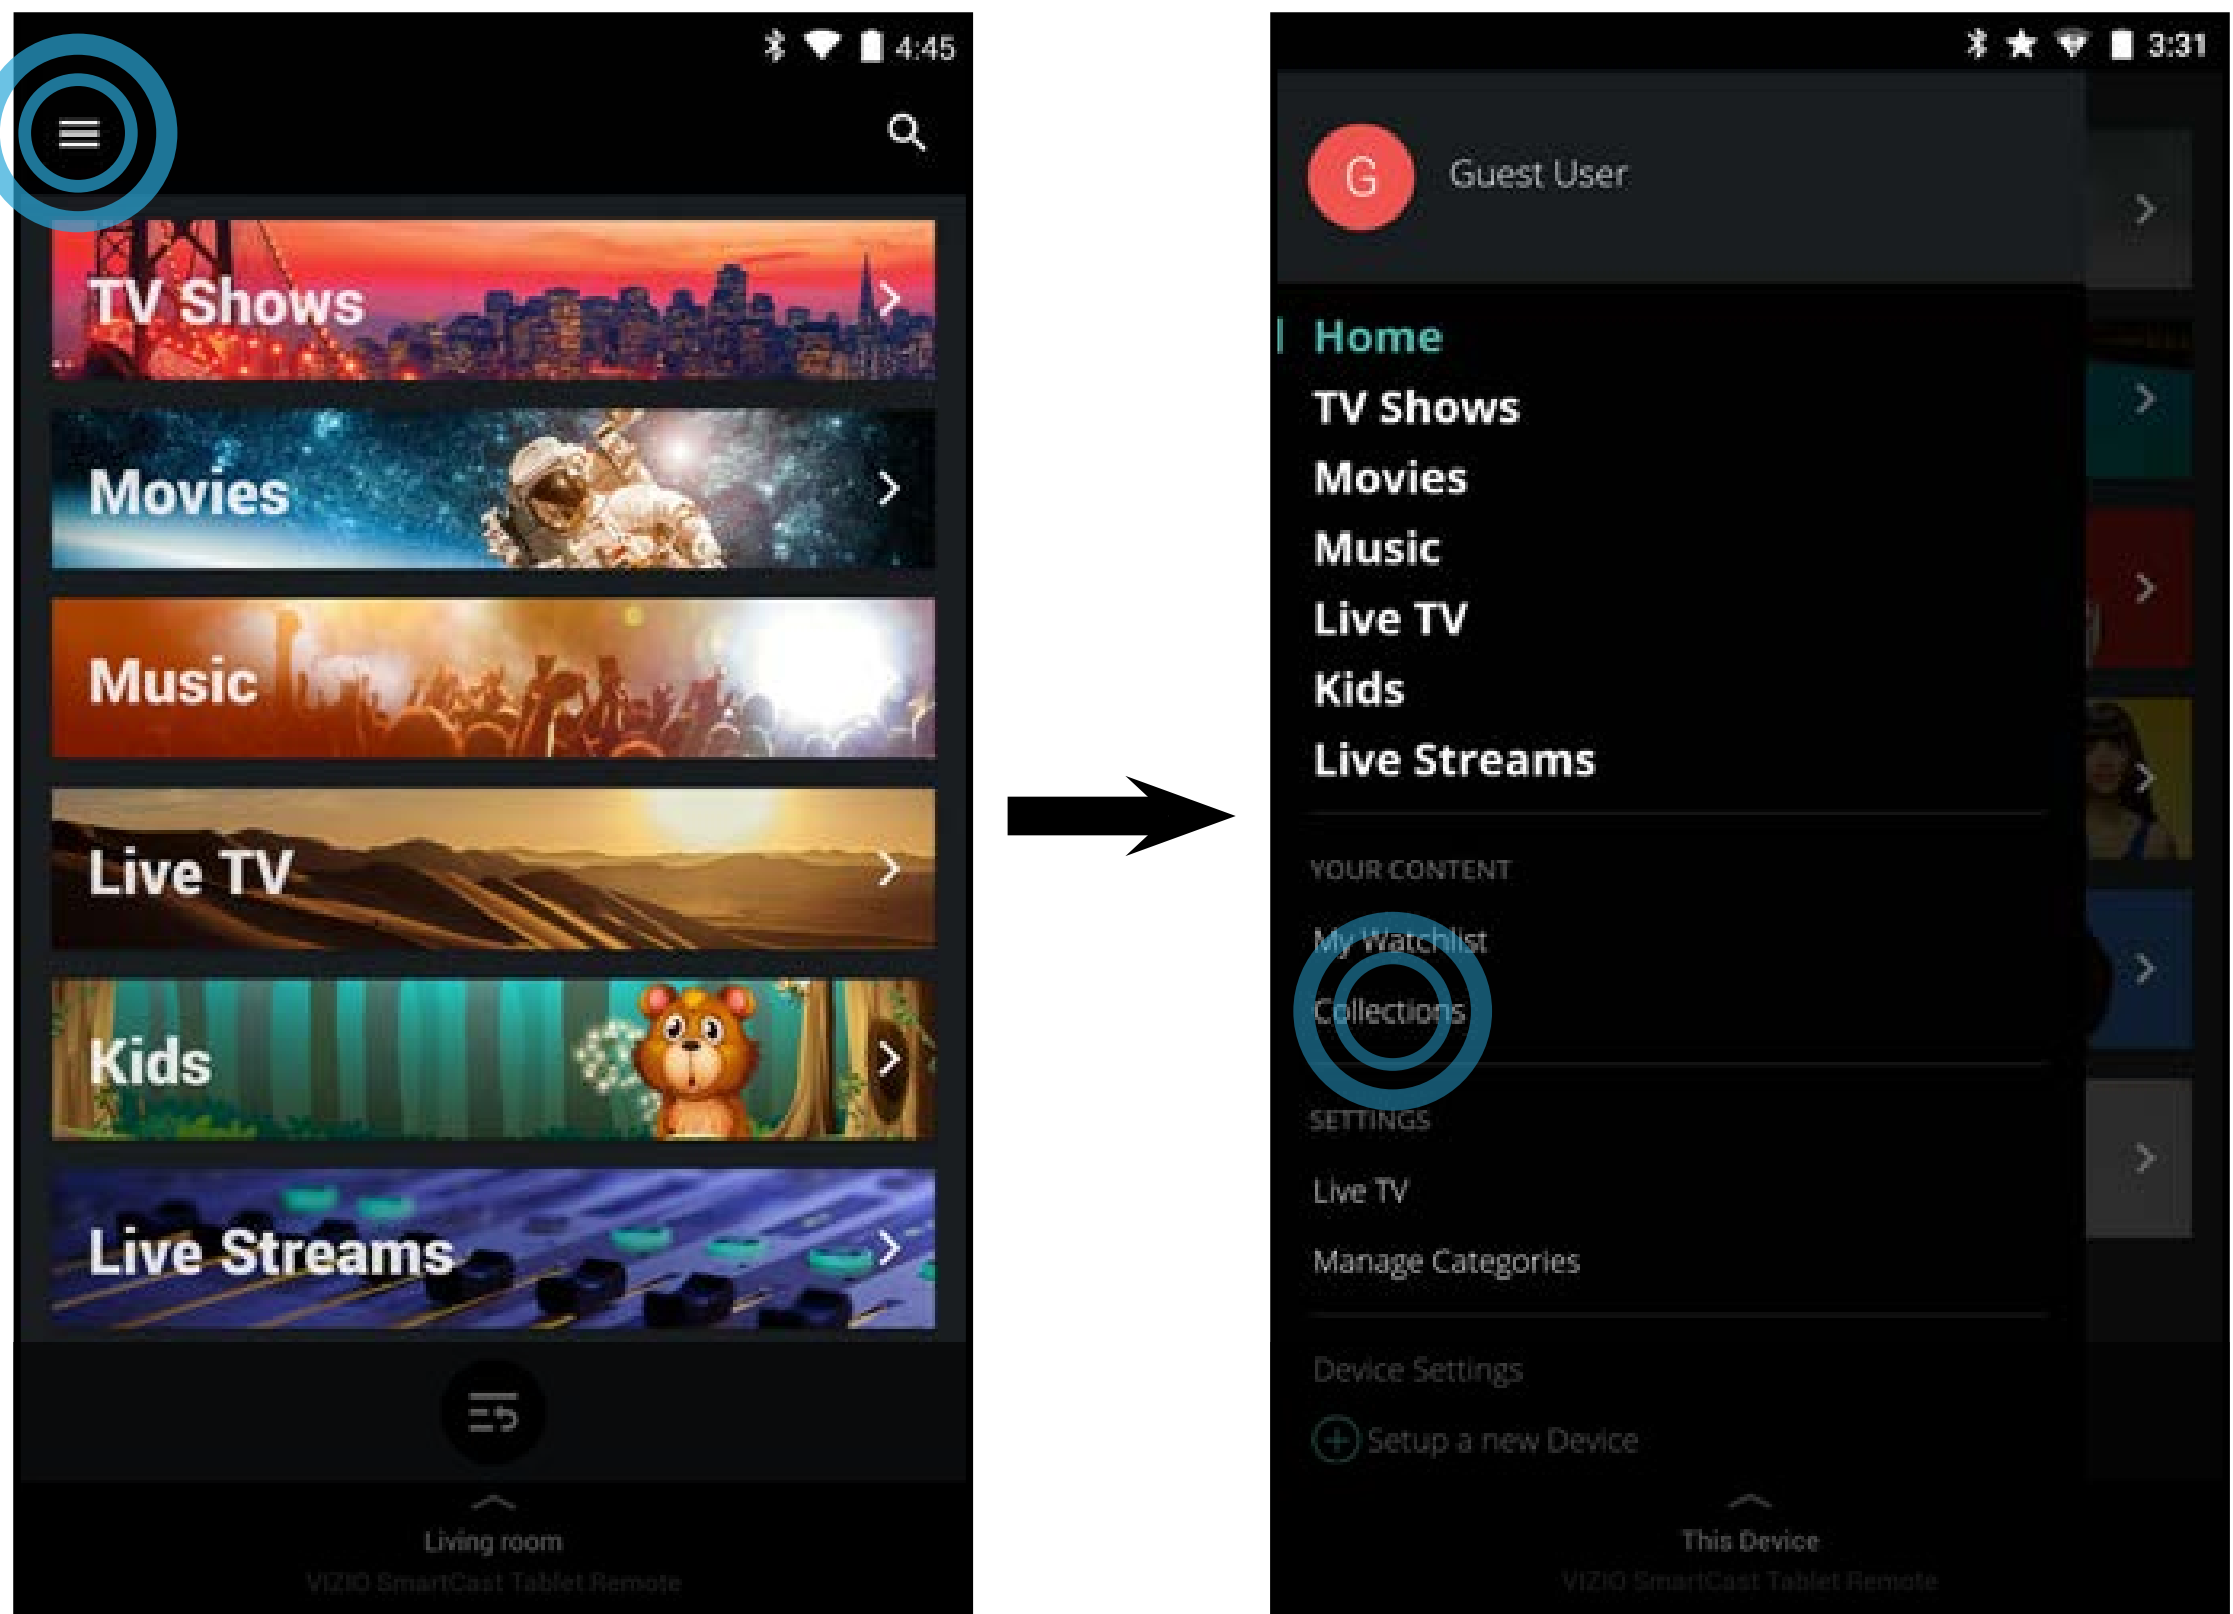 4:45
TV Shows
Movies
Music
Live TV
Kids
Live Streams
Living room
VIZIO SmartCast Tablet Remote
3:31
G
Guest User
Home
TV Shows
Movies
Music
Live TV
Kids
Live Streams
YOUR CONTENT
My Watchlist
Collections
SETTINGS
Live TV
Manage Categories
Device Settings
Setup a new Device
This Device
VIZIO SmartCast Tablet Remote